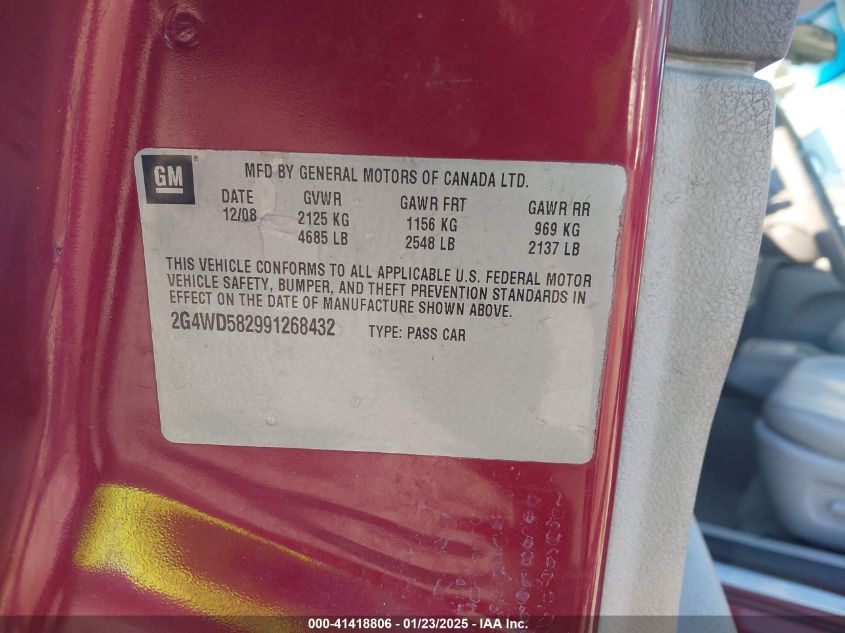 GM
MFD BY GENERAL MOTORS OF CANADA LTD.
DATE GVWR GAWR FRT GAWR RR
12/08 2125 KG 1156 KG 969 KG
4685 LB 2548 LB 2137 LB
THIS VEHICLE CONFORMS TO ALL APPLICABLE U.S. FEDERAL MOTOR
VEHICLE SAFETY, BUMPER, AND THEFT PREVENTION STANDARDS IN
EFFECT ON THE DATE OF MANUFACTURE SHOWN ABOVE.
2G4WD582991268432 TYPE: PASS CAR
000-41418806 - 01/23/2025 - IAAI.com